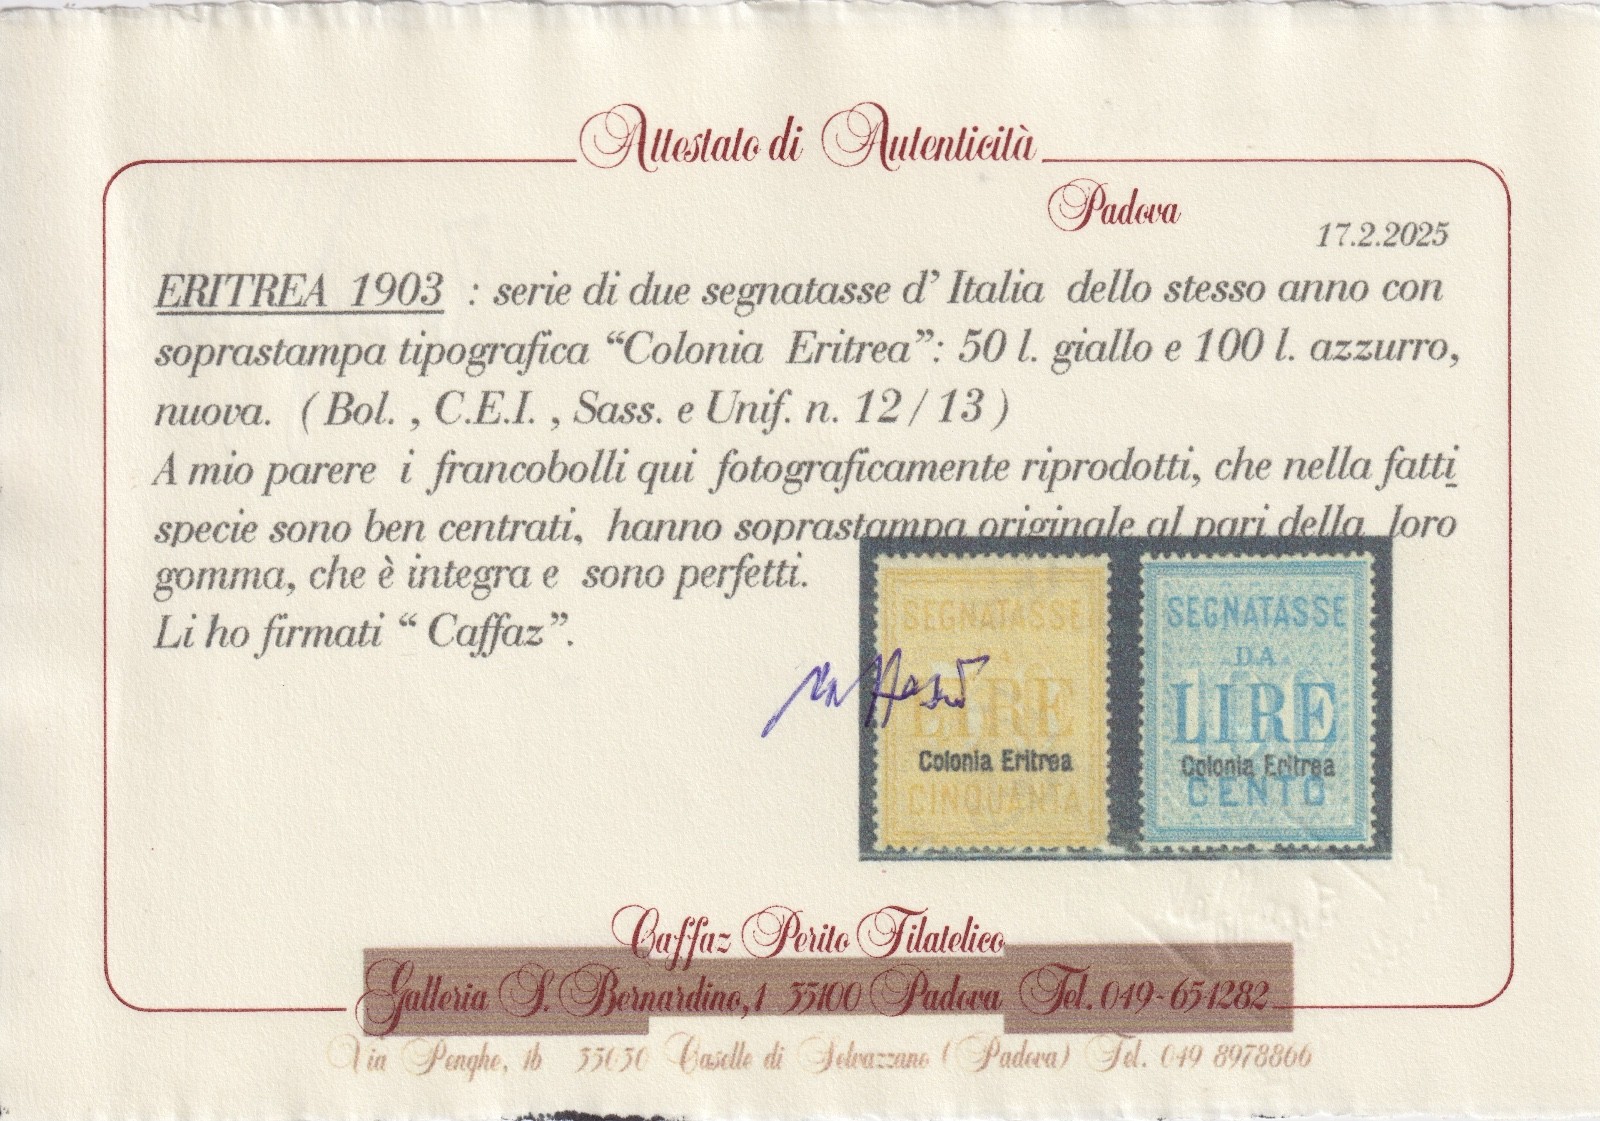 Attestato di Autenticità
Padova
17.2.2025
ERITREA 1903 : serie di due segnatasse d' Italia dello stesso anno con
soprastampa tipografica “Colonia Eritrea”: 50 l. giallo e 100 l. azzurro,
nuova. ( Bol. , C.E.I. , Sass. e Unif. n. 12 / 13 )
A mio parere i francobolli qui fotograficamente riprodotti, che nella fatti
specie sono ben centrati, hanno soprastampa originale al pari della loro
gomma, che è integra e sono perfetti.
Li ho firmati “ Caffaz”.
SEGNATASSE
LIRE
Colonia Eritrea
CINQUANTA
SEGNATASSE
DA
LIRE
Colonia Eritrea
CENTO
Caffaz Perito Filatelico
Galleria S. Bernardino, 1 35100 Padova Tel. 049-651282
Via Penghe, 1b 35030 Caselle di Selvazzano (Padova) Tel. 049 8978866